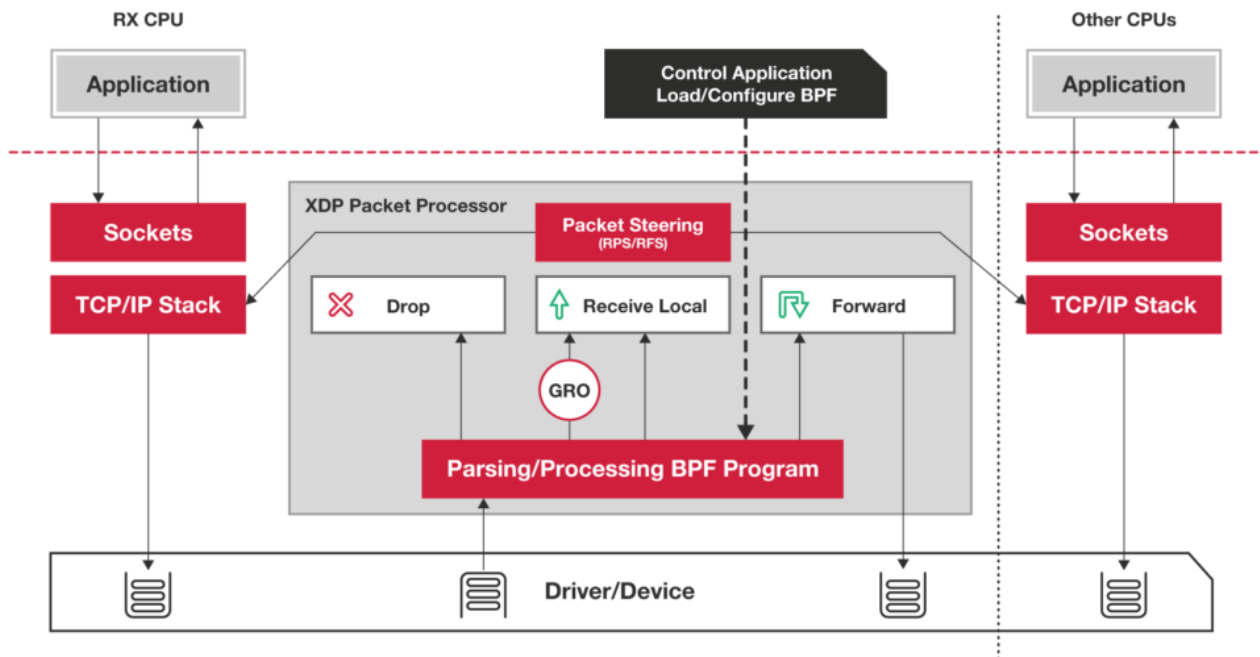 RX CPU
Other CPUs
Application
Control Application
Load/Configure BPF
Application
XDP Packet Processor
Sockets
Packet Steering
(RPS/RFS)
Sockets
TCP/IP Stack
Drop
Receive Local
Forward
TCP/IP Stack
GRO
Parsing/Processing BPF Program
Driver/Device